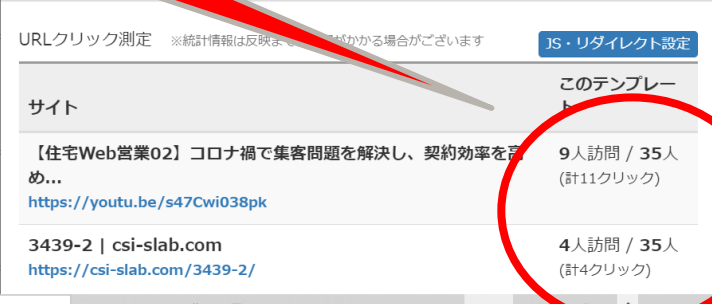 URLクリック測定 ※統計情報は反映まで がかかる場合がございます JS・リダイレクト設定
サイト このテンプレート
【住宅Web営業02】コロナ禍で集客問題を解決し、契約効率を高め... 9人訪問 / 35人
(計11クリック)
https://youtu.be/s47Cwi038pk
3439-2 | csi-slab.com 4人訪問 / 35人
https://csi-slab.com/3439-2/ (計4クリック)